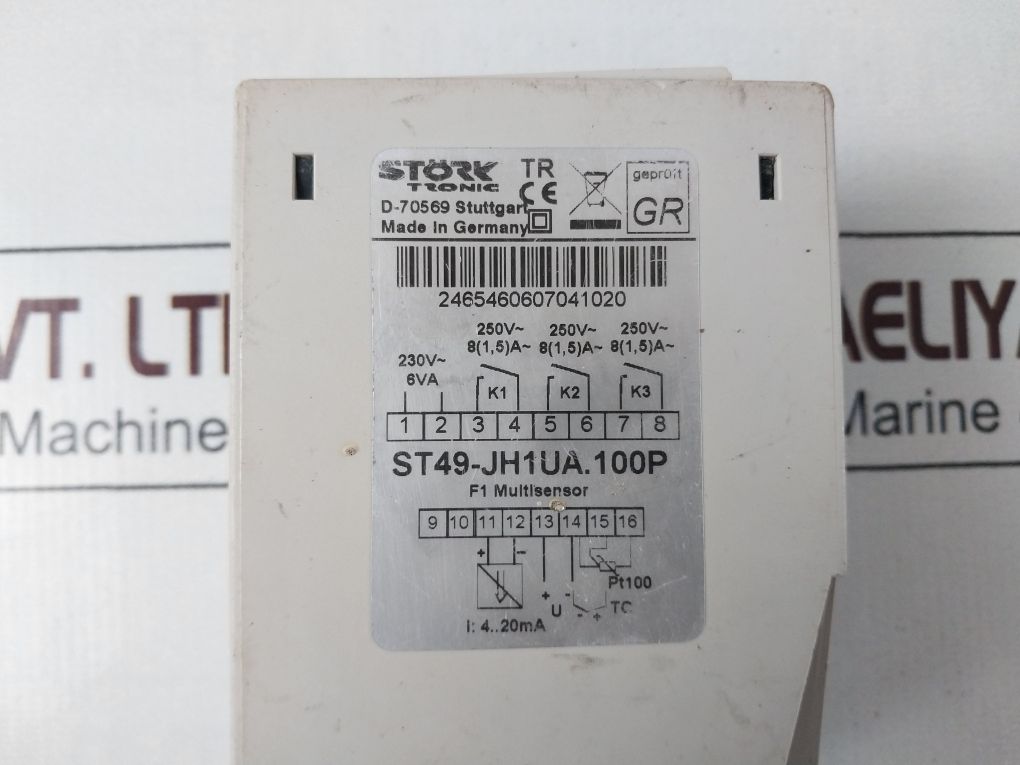 STÖRK
TRONIC
TR
CE
geprüft
GR
D-70569 Stuttgart
Made in Germany
2465460607041020
250V~ 250V~ 250V~
8(1,5)A~ 8(1,5)A~ 8(1,5)A~
230V~
6VA
K1 K2 K3
1 2 3 4 5 6 7 8
ST49-JH1UA.100P
F1 Multisensor
9 10 11 12 13 14 15 16
+ -
Pt100
+ - U - + TC
I: 4..20mA
VT. LT
AELIYA
Machine
Marine